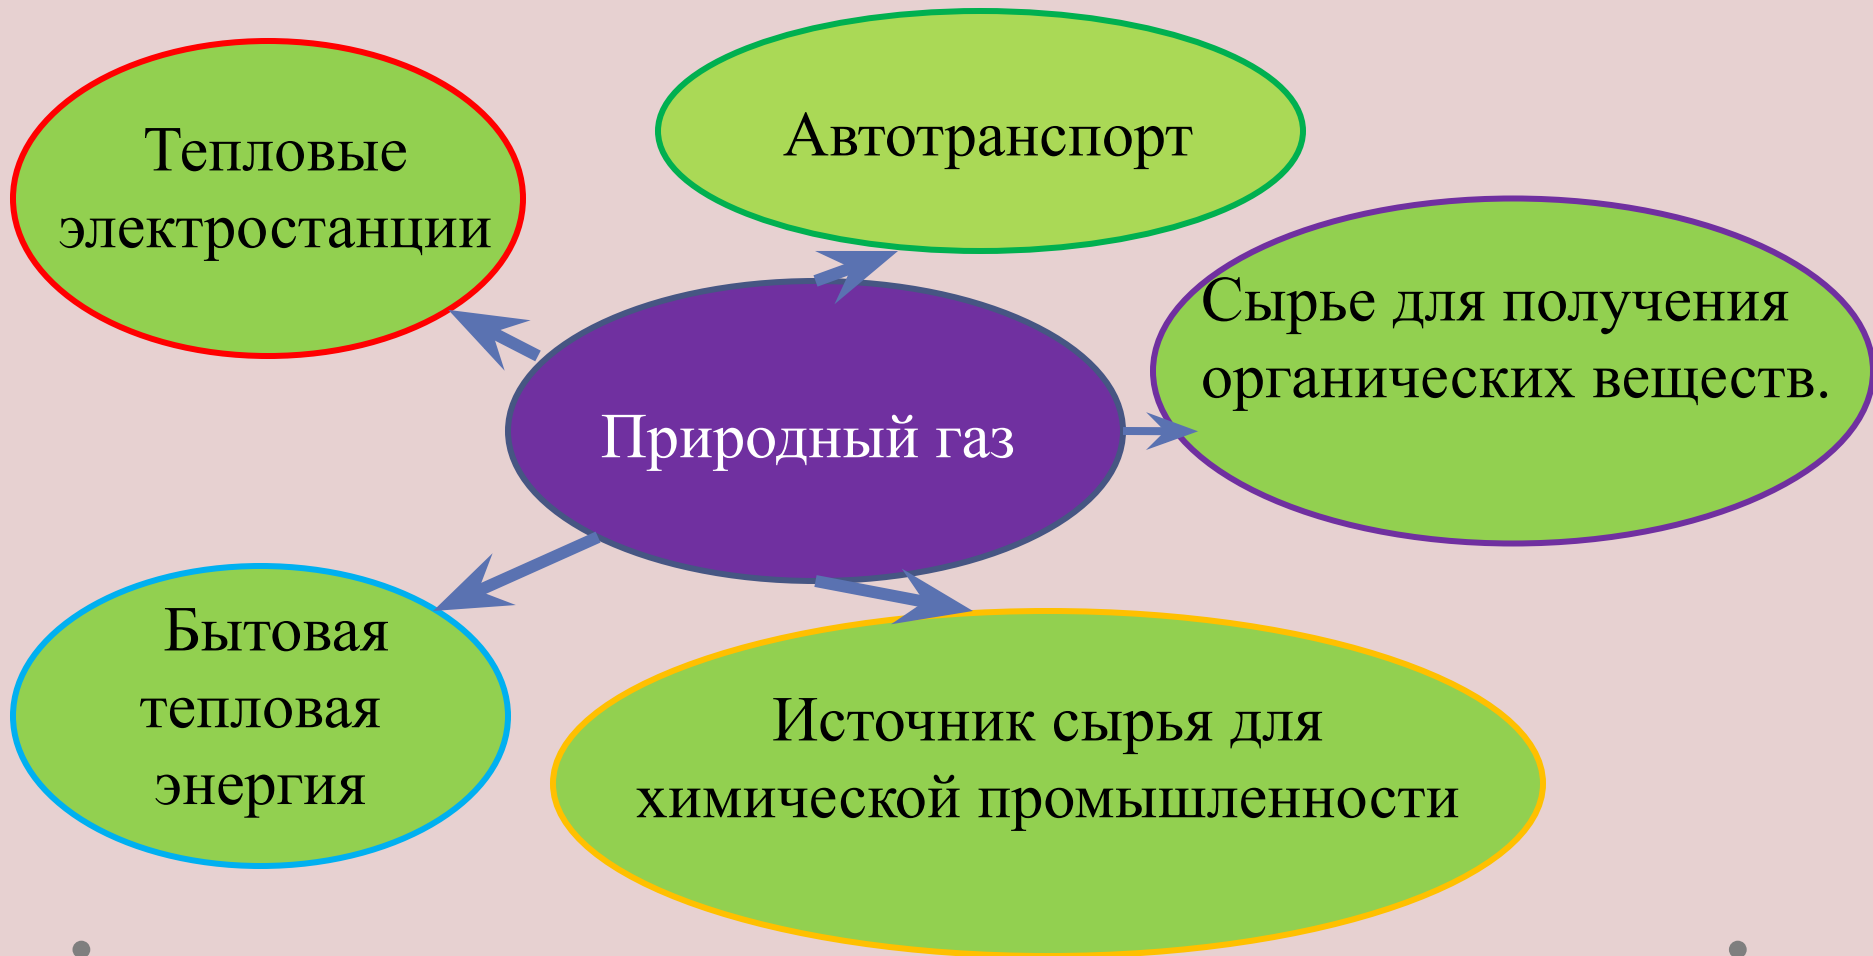 Тепловые
электростанции
Автотранспорт
Сырье для получения
органических веществ.
Природный газ
Бытовая
тепловая
энергия
Источник сырья для
химической промышленности